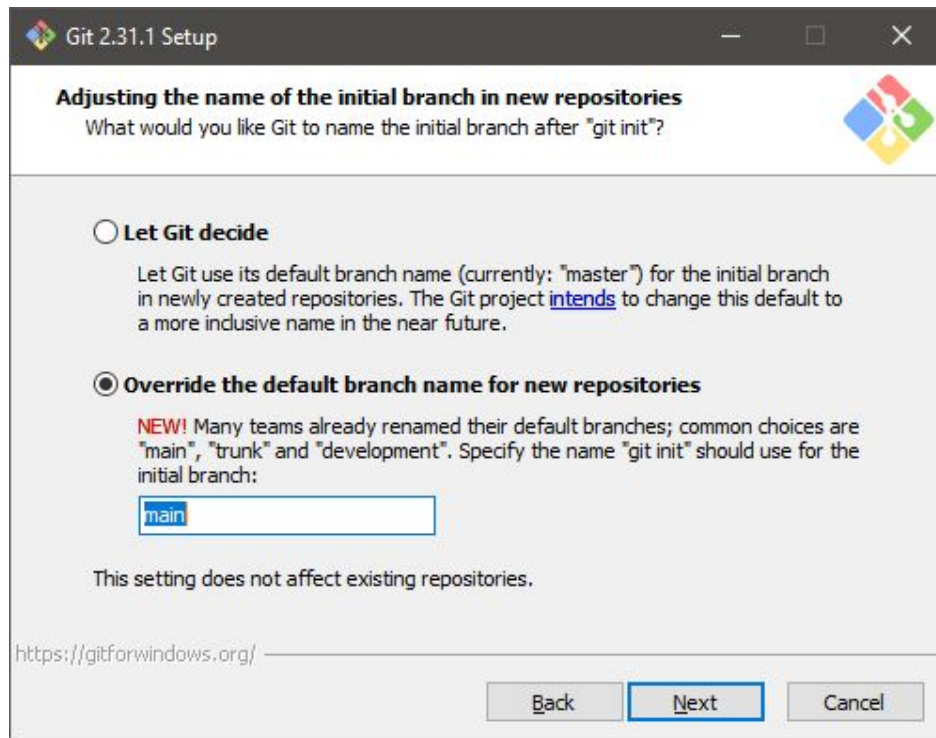 Git 2.31.1 Setup
Adjusting the name of the initial branch in new repositories
What would you like Git to name the initial branch after "git init"?
Let Git decide
Let Git use its default branch name (currently: "master") for the initial branch
in newly created repositories. The Git project intends to change this default to
a more inclusive name in the near future.
Override the default branch name for new repositories
NEW! Many teams already renamed their default branches; common choices are
"main", "trunk" and "development". Specify the name "git init" should use for the
initial branch:
main
This setting does not affect existing repositories.
https://gitforwindows.org/
Back Next Cancel